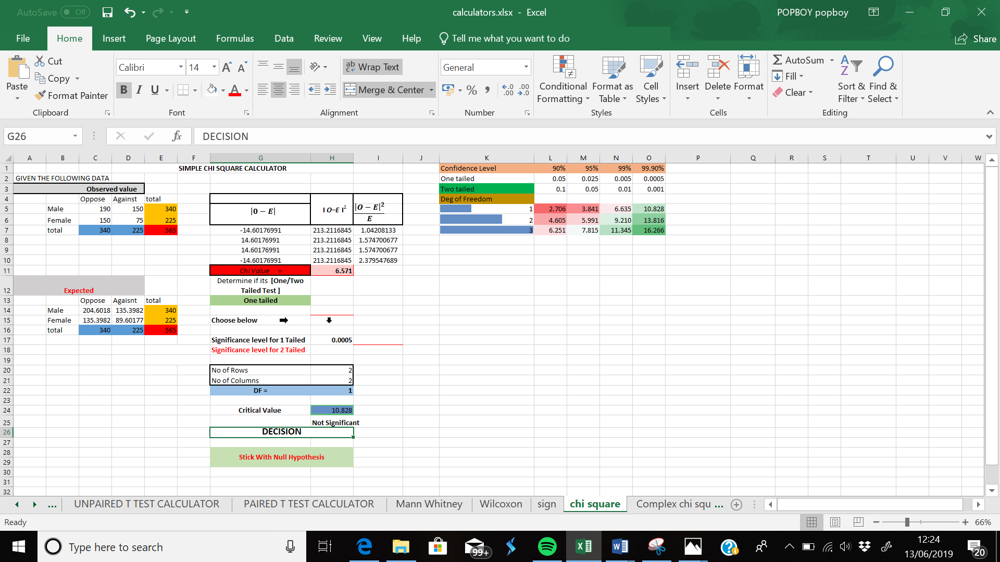 AutoSave Off
calculators.xlsx - Excel
POPBOY popboy
File Home Insert Page Layout Formulas Data Review View Help Tell me what you want to do Share
Cut
Copy
Format Painter
Paste
Clipboard
Calibri 14
B I U
Font
Wrap Text
Merge & Center
Alignment
General
Number
Conditional Formatting
Format as Table
Cell Styles
Styles
Insert Delete Format
Cells
AutoSum
Fill
Clear
Sort & Filter
Find & Select
Editing
G26 fx DECISION
A B C D E F G H I J K L M N O P Q R S T U V W
1 SIMPLE CHI SQUARE CALCULATOR Confidence Level 90% 95% 99% 99.90%
2 GIVEN THE FOLLOWING DATA One tailed 0.05 0.025 0.005 0.0005
3 Observed value Two tailed 0.1 0.05 0.01 0.001
4 Oppose Against total Deg of Freedom
5 Male 190 150 340 |0 − E| | O−E |² |O − E|² / E 1 2.706 3.841 6.635 10.828
6 Female 150 75 225 2 4.605 5.991 9.210 13.816
7 total 340 225 565 -14.60176991 213.2116845 1.04208133 3 6.251 7.815 11.345 16.266
8 14.60176991 213.2116845 1.574700677
9 14.60176991 213.2116845 1.574700677
10 -14.60176991 213.2116845 2.379547689
11 Chi Value = 6.571
12 Expected Determine if its [One/Two Tailed Test ]
13 Oppose Agaisnt total One tailed
14 Male 204.6018 135.3982 340
15 Female 135.3982 89.60177 225 Choose below
16 total 340 225 565
17 Significance level for 1 Tailed 0.0005
18 Significance level for 2 Tailed
19
20 No of Rows 2
21 No of Columns 2
22 DF = 1
23
24 Critical Value 10.828
25 Not Significant
26 DECISION
27
28 Stick With Null Hypothesis
29
30
31
32
... UNPAIRED T TEST CALCULATOR PAIRED T TEST CALCULATOR Mann Whitney Wilcoxon sign chi square Complex chi squ ...
Ready 66%
Type here to search 99+ 12:24
13/06/2019 20